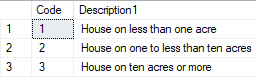 Code Description1
1 1 House on less than one acre
2 2 House on one to less than ten acres
3 3 House on ten acres or more